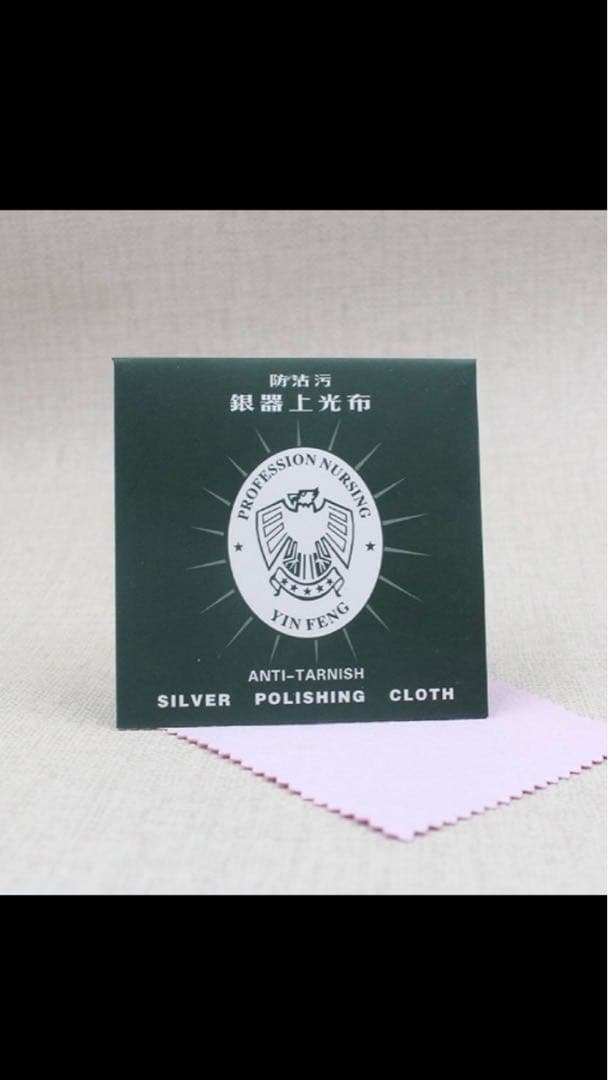 防沾污
銀器上光布
PROFESSION NURSING
YIN FENG
ANTI-TARNISH
SILVER POLISHING CLOTH